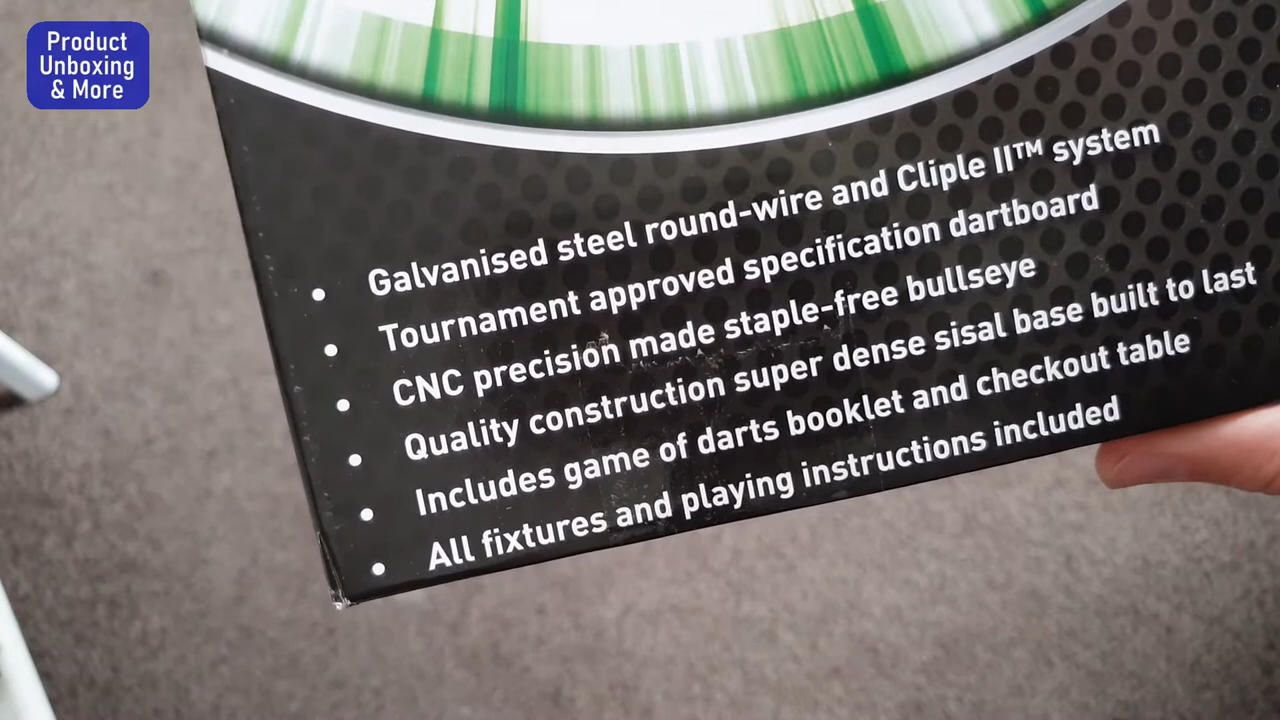 Product
Unboxing
& More
• Galvanised steel round-wire and Cliple II™ system
• Tournament approved specification dartboard
• CNC precision made staple-free bullseye
• Quality construction super dense sisal base built to last
• Includes game of darts booklet and checkout table
• All fixtures and playing instructions included